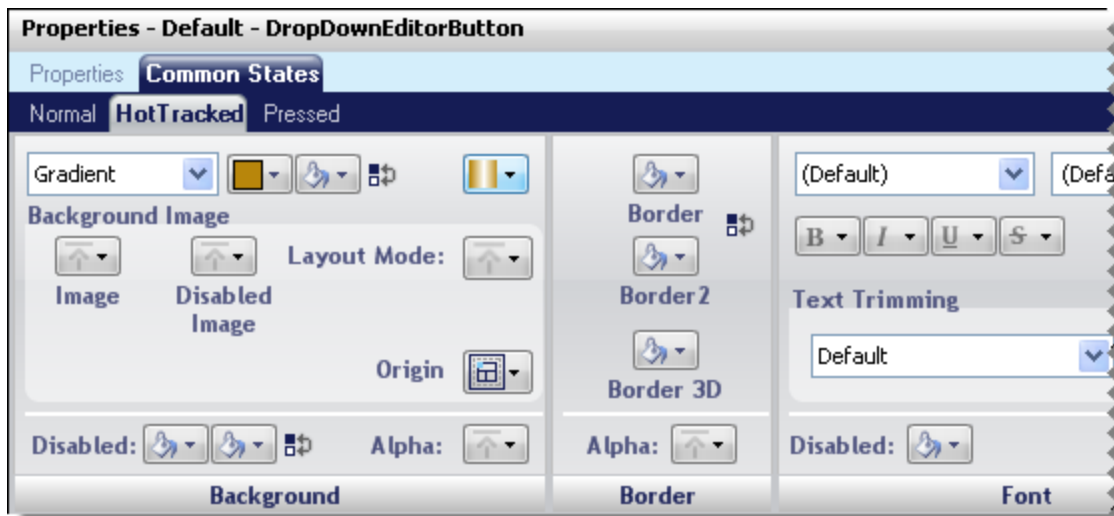 Properties - Default - DropDownEditorButton
Properties Common States
Normal HotTracked Pressed
Gradient
Background Image
Image
Disabled Image
Layout Mode:
Origin
Disabled:
Alpha:
Background
Border
Border2
Border 3D
Alpha:
Border
(Default)
(Defa
B I U S
Text Trimming
Default
Disabled:
Font